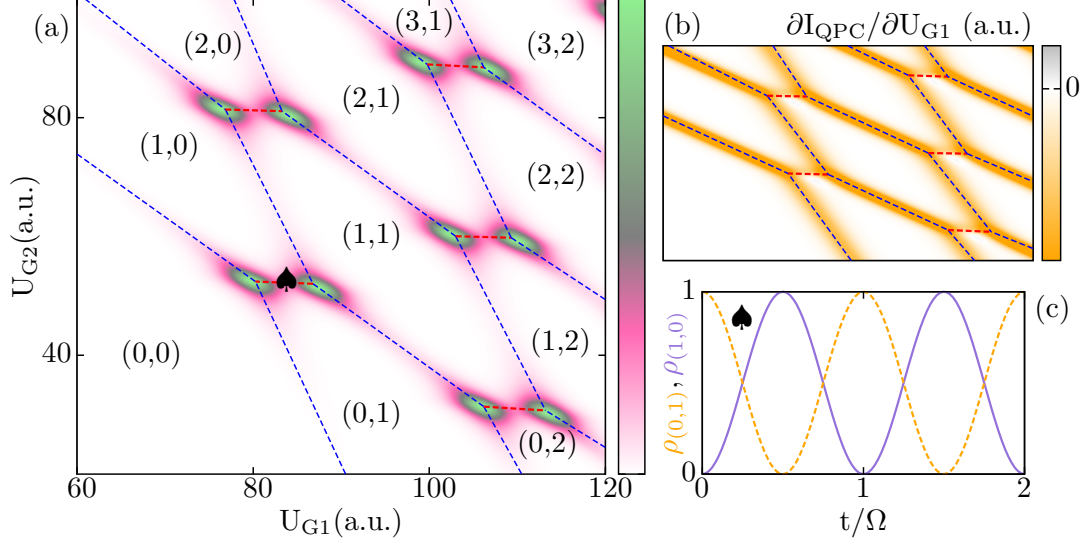 (a)
(2,0)
(3,1)
(3,2)
(2,1)
(1,0)
(2,2)
(1,1)
(0,0)
(1,2)
(0,1)
(0,2)
80
40
U_G2(a.u.)
60
80
100
120
U_G1(a.u.)
(b)
∂I_QPC/∂U_G1 (a.u.)
0
(c)
1
0
ρ_(0,1), ρ_(1,0)
0
1
2
t/Ω